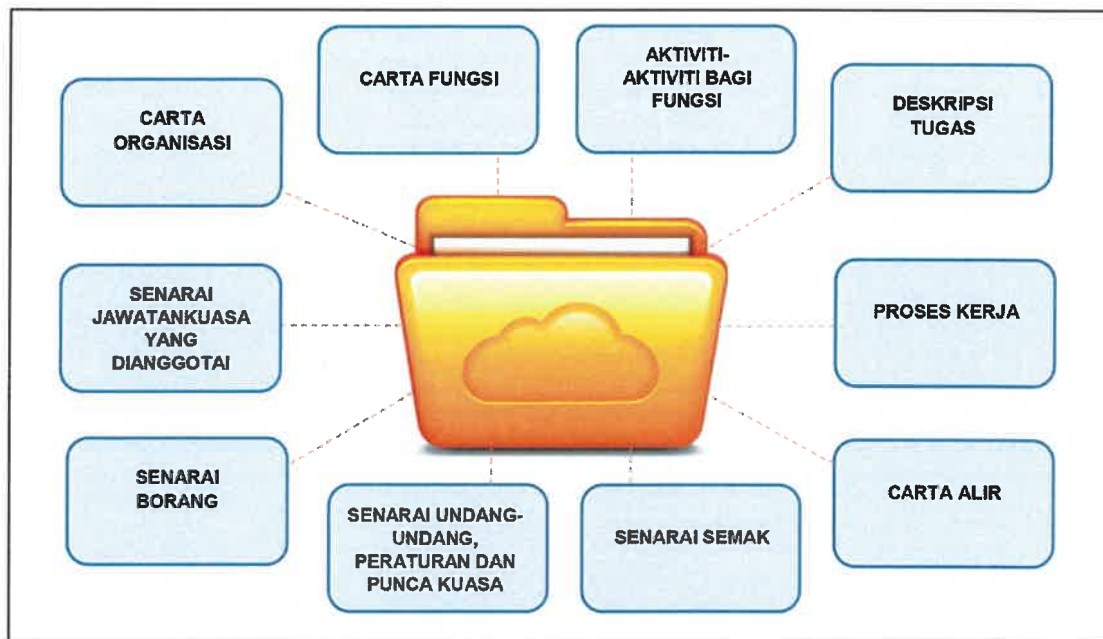 CARTA
ORGANISASI
CARTA FUNGSI
AKTIVITI-
AKTIVITI BAGI
FUNGSI
DESKRIPSI
TUGAS
SENARAI
JAWATANKUASA
YANG
DIANGGOTAI
PROSES KERJA
SENARAI
BORANG
SENARAI UNDANG-
UNDANG,
PERATURAN DAN
PUNCA KUASA
SENARAI SEMAK
CARTA ALIR